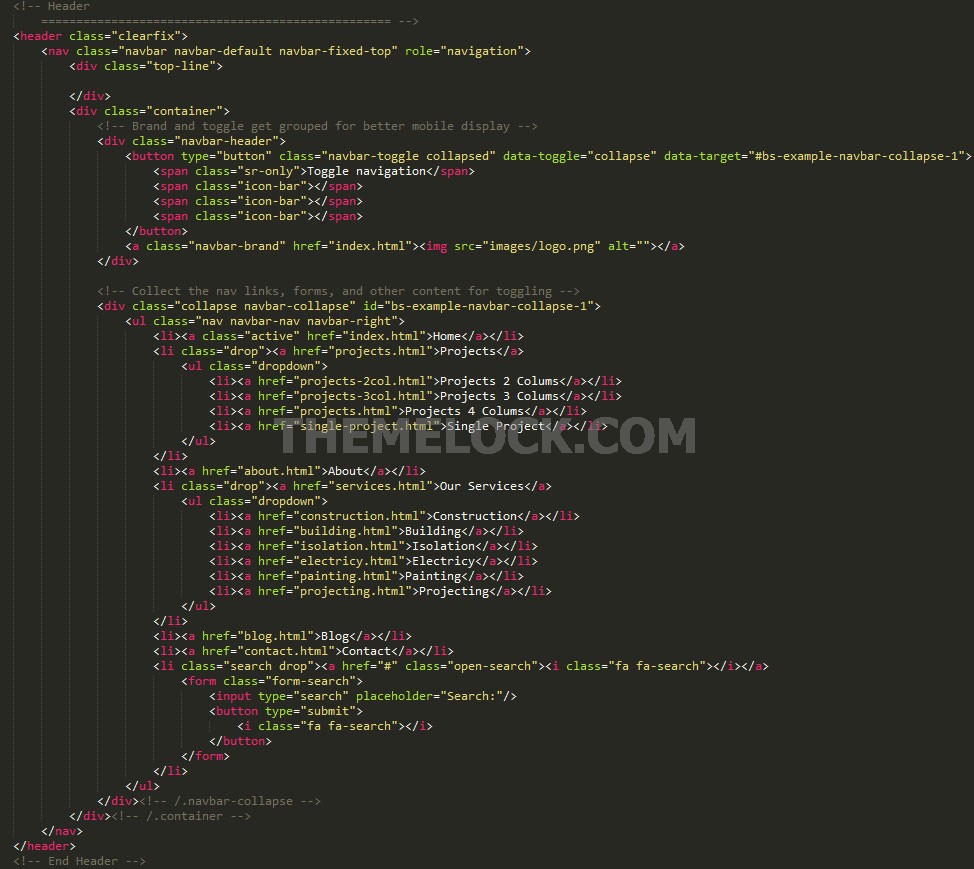 <!-- Header
================================================== -->
<header class="clearfix">
<nav class="navbar navbar-default navbar-fixed-top" role="navigation">
<div class="top-line">
</div>
<div class="container">
<!-- Brand and toggle get grouped for better mobile display -->
<div class="navbar-header">
<button type="button" class="navbar-toggle collapsed" data-toggle="collapse" data-target="#bs-example-navbar-collapse-1">
<span class="sr-only">Toggle navigation</span>
<span class="icon-bar"></span>
<span class="icon-bar"></span>
<span class="icon-bar"></span>
</button>
<a class="navbar-brand" href="index.html"><img src="images/logo.png" alt=""></a>
</div>
<!-- Collect the nav links, forms, and other content for toggling -->
<div class="collapse navbar-collapse" id="bs-example-navbar-collapse-1">
<ul class="nav navbar-nav navbar-right">
<li><a class="active" href="index.html">Home</a></li>
<li class="drop"><a href="projects.html">Projects</a>
<ul class="dropdown">
<li><a href="projects-2col.html">Projects 2 Colums</a></li>
<li><a href="projects-3col.html">Projects 3 Colums</a></li>
<li><a href="projects.html">Projects 4 Colums</a></li>
<li><a href="single-project.html">Single Project</a></li>
THEMELOCK.COM
</ul>
</li>
<li><a href="about.html">About</a></li>
<li class="drop"><a href="services.html">Our Services</a>
<ul class="dropdown">
<li><a href="construction.html">Construction</a></li>
<li><a href="building.html">Building</a></li>
<li><a href="isolation.html">Isolation</a></li>
<li><a href="electricy.html">Electricy</a></li>
<li><a href="painting.html">Painting</a></li>
<li><a href="projecting.html">Projecting</a></li>
</ul>
</li>
<li><a href="blog.html">Blog</a></li>
<li><a href="contact.html">Contact</a></li>
<li class="search drop"><a href="#" class="open-search"><i class="fa fa-search"></i></a>
<form class="form-search">
<input type="search" placeholder="Search:"/>
<button type="submit">
<i class="fa fa-search"></i>
</button>
</form>
</li>
</ul>
</div><!-- /.navbar-collapse -->
</div><!-- /.container -->
</nav>
</header>
<!-- End Header -->